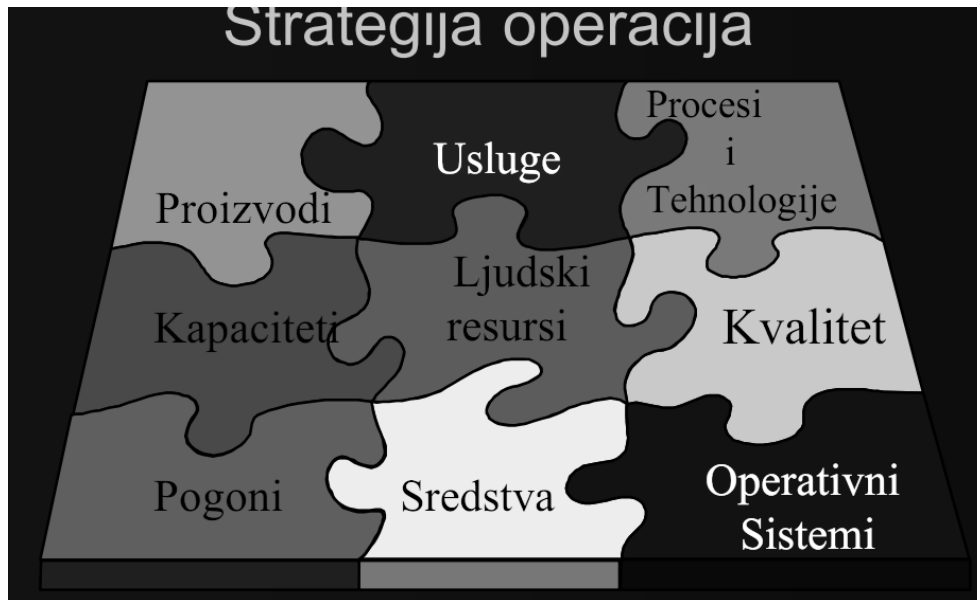 Strategija operacija
Proizvodi
Usluge
Procesi
i
Tehnologije
Kapaciteti
Ljudski
resursi
Kvalitet
Pogoni
Sredstva
Operativni
Sistemi